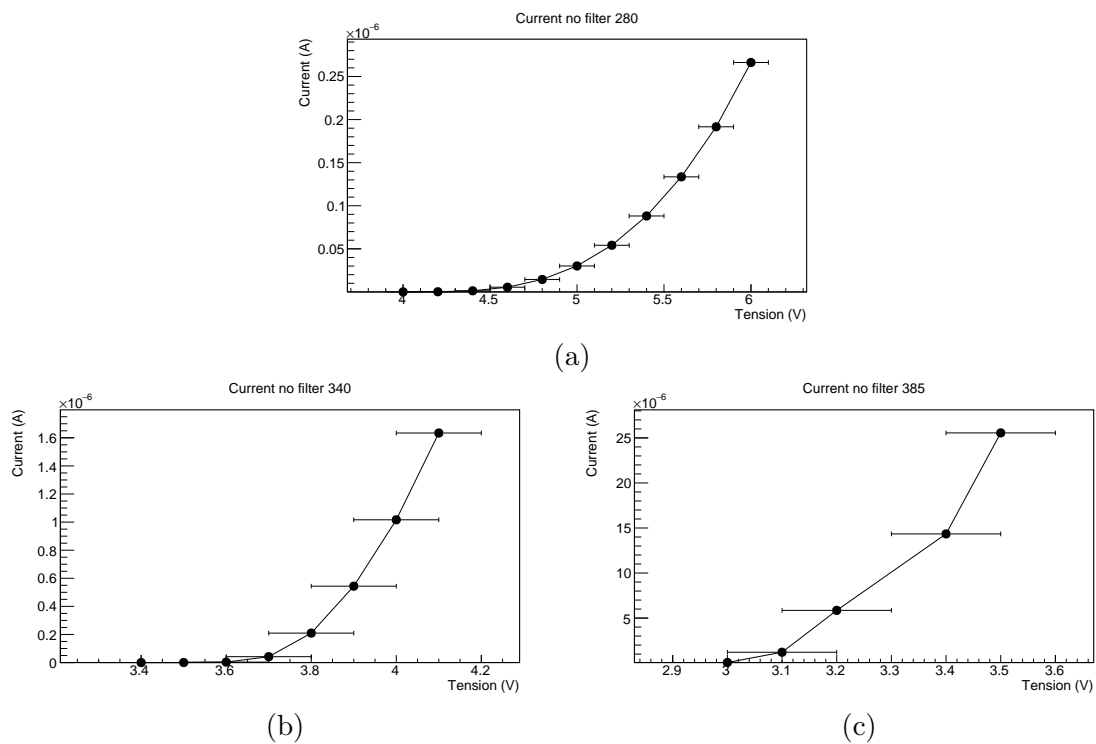 Current no filter 280
×10⁻⁶
Current (A)
0.25
0.2
0.15
0.1
0.05
4 4.5 5 5.5 6
Tension (V)
(a)
Current no filter 340
×10⁻⁶
Current (A)
1.6
1.4
1.2
1
0.8
0.6
0.4
0.2
0
3.4 3.6 3.8 4 4.2
Tension (V)
(b)
Current no filter 385
×10⁻⁶
Current (A)
25
20
15
10
5
2.9 3 3.1 3.2 3.3 3.4 3.5 3.6
Tension (V)
(c)